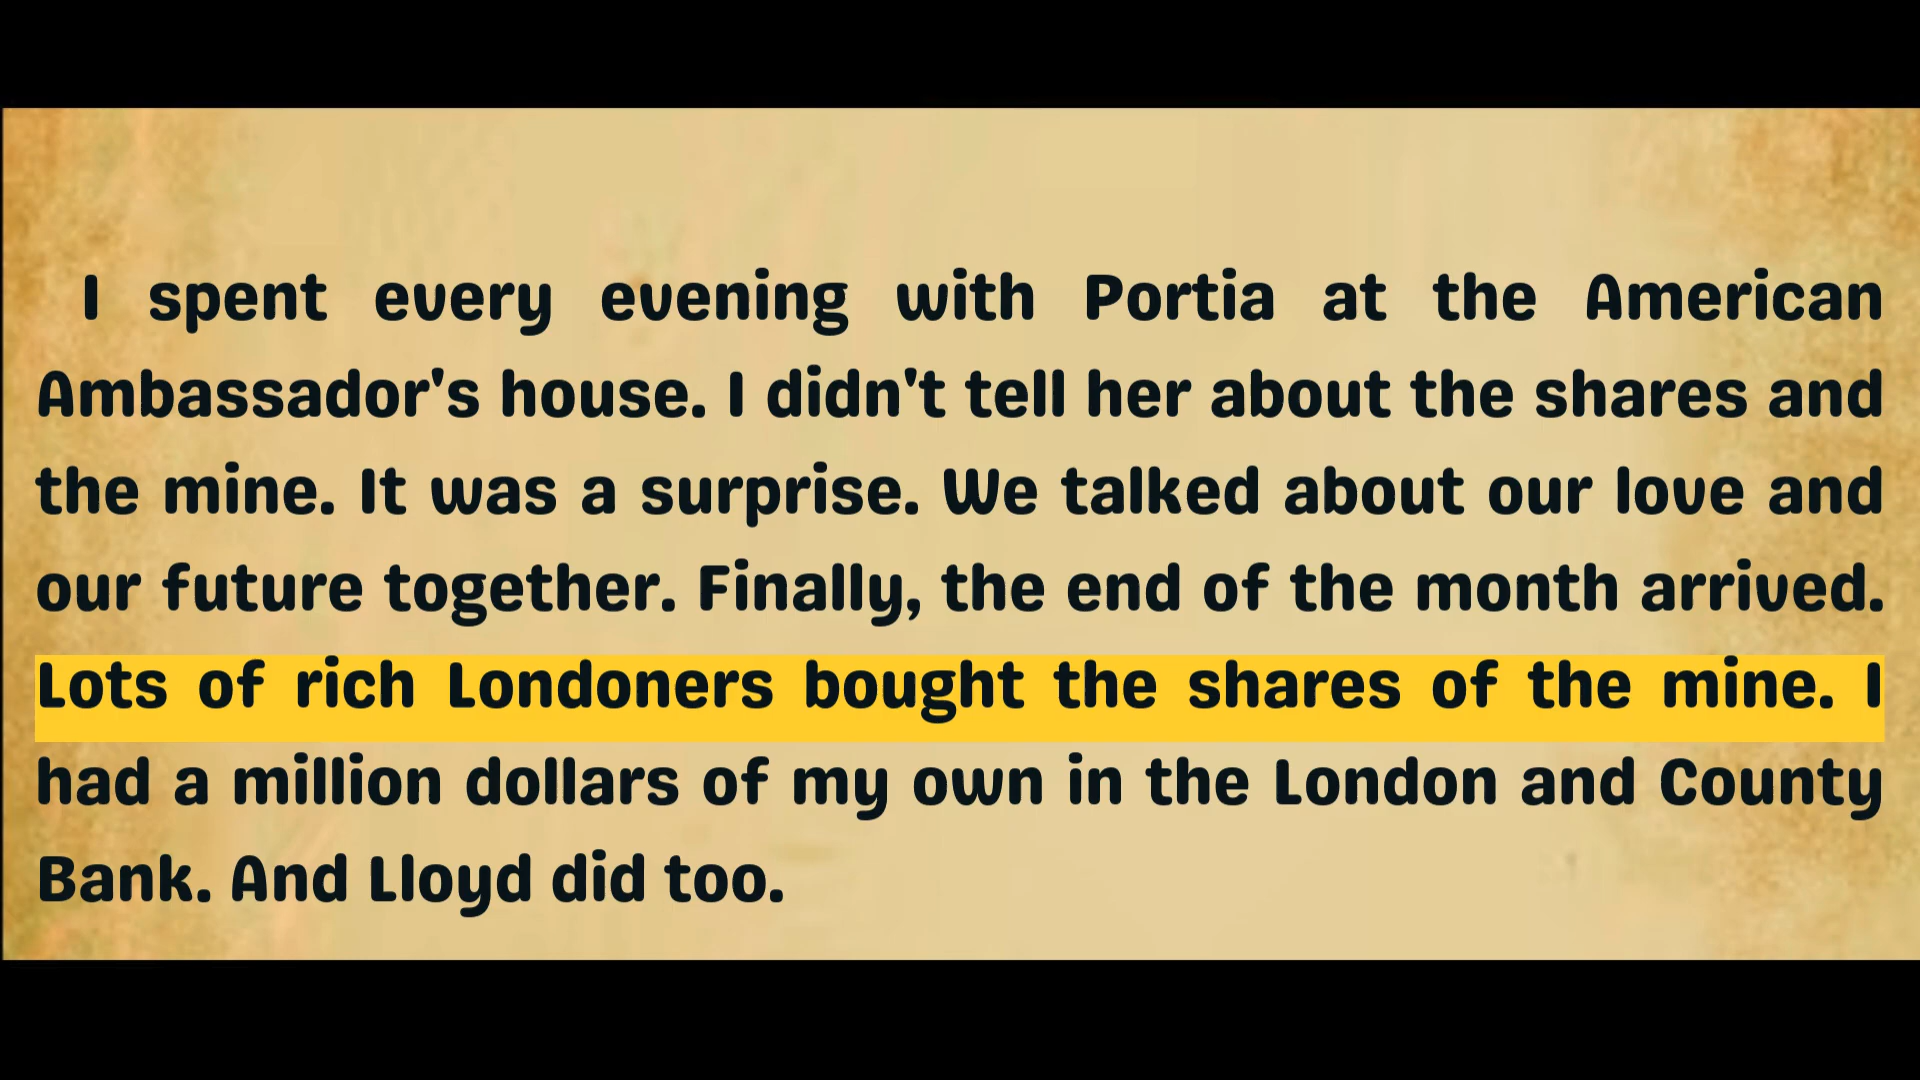 I spent every evening with Portia at the American
Ambassador's house. I didn't tell her about the shares and
the mine. It was a surprise. We talked about our love and
our future together. Finally, the end of the month arrived.
Lots of rich Londoners bought the shares of the mine. I
had a million dollars of my own in the London and County
Bank. And Lloyd did too.